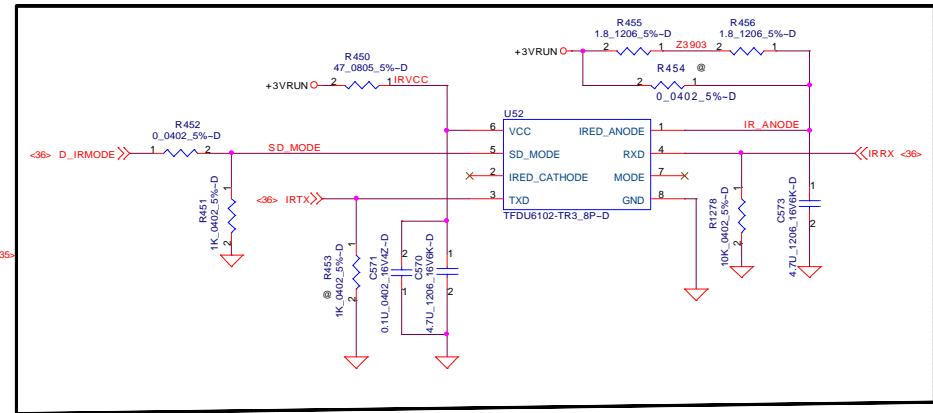 R455
1.8_1206_5%~D
R456
1.8_1206_5%~D
+3VRUN
2
1
Z3903
2
1
R454 @
2
1
0_0402_5%~D
R450
47_0805_5%~D
+3VRUN
2
1
IRVCC
U52
6
VCC
IRED_ANODE
1
IR_ANODE
R452
0_0402_5%~D
<36> D_IRMODE
1
2
SD_MODE
5
SD_MODE
RXD
4
IRRX <36>
2
IRED_CATHODE
MODE
7
<36> IRTX
3
TXD
GND
8
TFDU6102-TR3_8P~D
R451
1K_0402_5%~D
1
2
@ R453
1K_0402_5%~D
1
2
C571
0.1U_0402_16V4Z~D
2
1
C570
4.7U_1206_16V6K~D
1
2
R1278
10K_0402_5%~D
1
2
C573
4.7U_1206_16V6K~D
1
2
35>